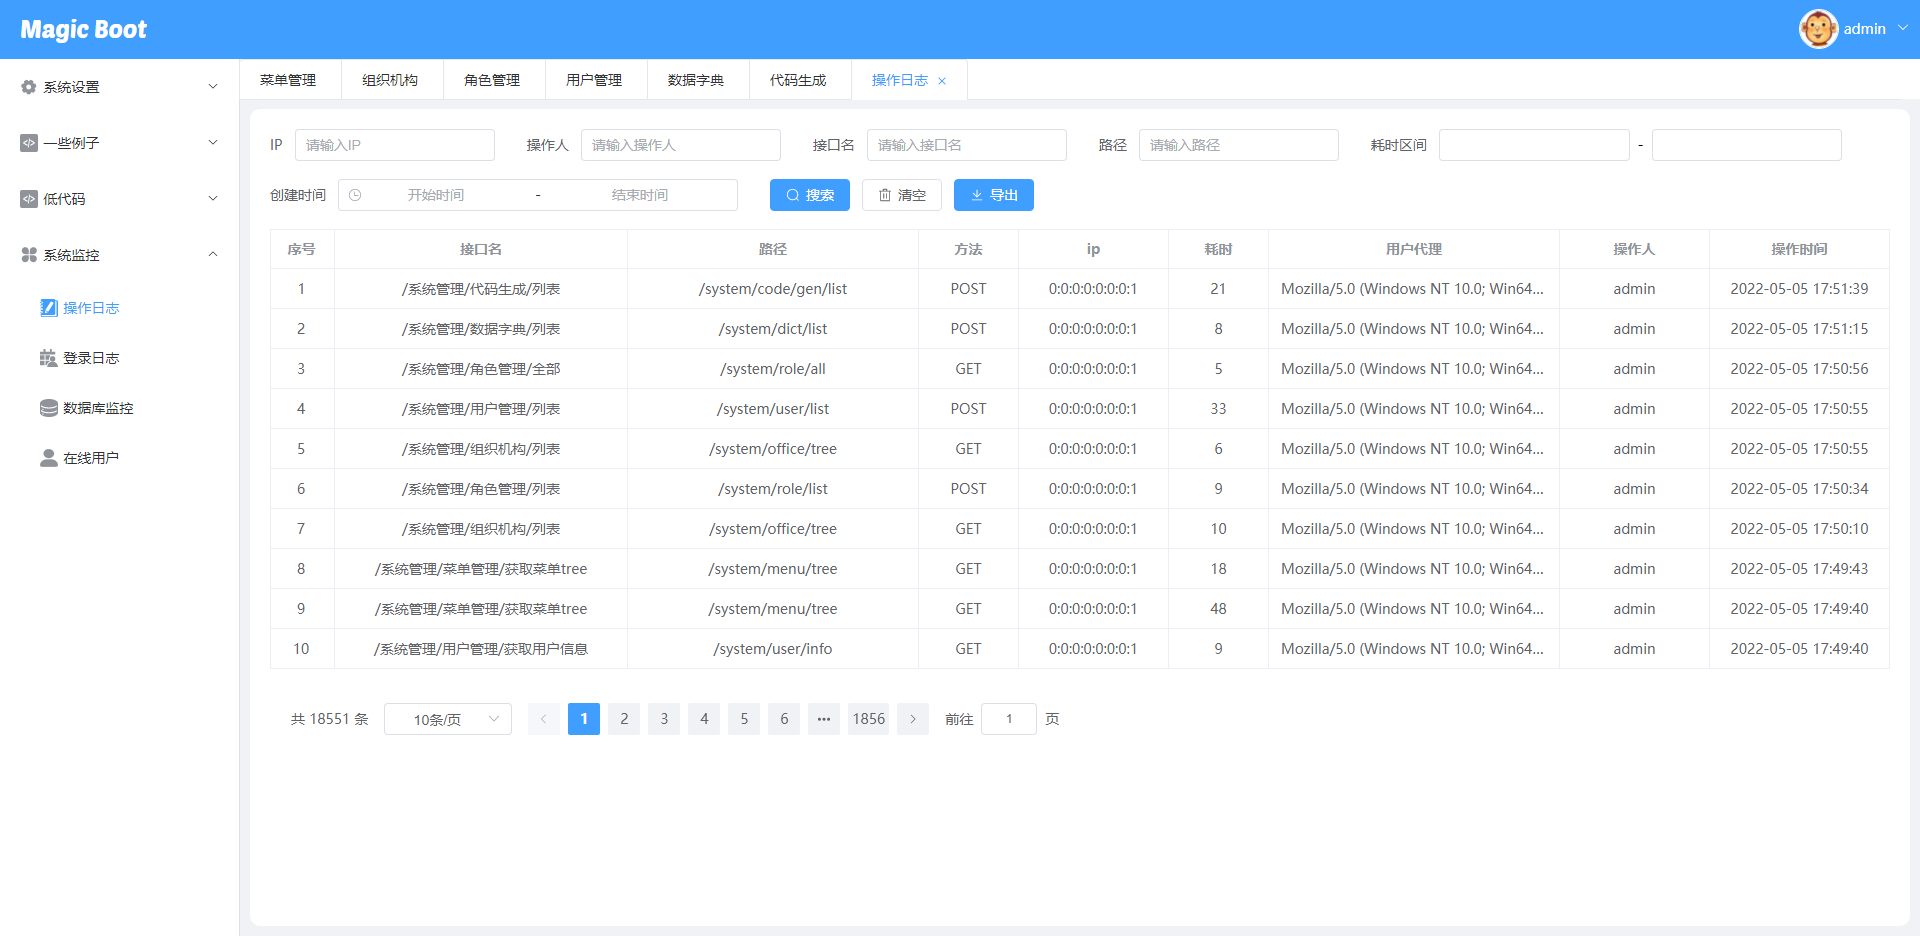 Magic Boot
admin
系统设置
一些例子
低代码
系统监控
操作日志
登录日志
数据库监控
在线用户
菜单管理 组织机构 角色管理 用户管理 数据字典 代码生成 操作日志
IP 请输入IP 操作人 请输入操作人 接口名 请输入接口名 路径 请输入路径 耗时区间 -
创建时间 开始时间 - 结束时间 搜索 清空 导出
序号 接口名 路径 方法 ip 耗时 用户代理 操作人 操作时间
1 /系统管理/代码生成/列表 /system/code/gen/list POST 0:0:0:0:0:0:0:1 21 Mozilla/5.0 (Windows NT 10.0; Win64... admin 2022-05-05 17:51:39
2 /系统管理/数据字典/列表 /system/dict/list POST 0:0:0:0:0:0:0:1 8 Mozilla/5.0 (Windows NT 10.0; Win64... admin 2022-05-05 17:51:15
3 /系统管理/角色管理/全部 /system/role/all GET 0:0:0:0:0:0:0:1 5 Mozilla/5.0 (Windows NT 10.0; Win64... admin 2022-05-05 17:50:56
4 /系统管理/用户管理/列表 /system/user/list POST 0:0:0:0:0:0:0:1 33 Mozilla/5.0 (Windows NT 10.0; Win64... admin 2022-05-05 17:50:55
5 /系统管理/组织机构/列表 /system/office/tree GET 0:0:0:0:0:0:0:1 6 Mozilla/5.0 (Windows NT 10.0; Win64... admin 2022-05-05 17:50:55
6 /系统管理/角色管理/列表 /system/role/list POST 0:0:0:0:0:0:0:1 9 Mozilla/5.0 (Windows NT 10.0; Win64... admin 2022-05-05 17:50:34
7 /系统管理/组织机构/列表 /system/office/tree GET 0:0:0:0:0:0:0:1 10 Mozilla/5.0 (Windows NT 10.0; Win64... admin 2022-05-05 17:50:10
8 /系统管理/菜单管理/获取菜单tree /system/menu/tree GET 0:0:0:0:0:0:0:1 18 Mozilla/5.0 (Windows NT 10.0; Win64... admin 2022-05-05 17:49:43
9 /系统管理/菜单管理/获取菜单tree /system/menu/tree GET 0:0:0:0:0:0:0:1 48 Mozilla/5.0 (Windows NT 10.0; Win64... admin 2022-05-05 17:49:40
10 /系统管理/用户管理/获取用户信息 /system/user/info GET 0:0:0:0:0:0:0:1 9 Mozilla/5.0 (Windows NT 10.0; Win64... admin 2022-05-05 17:49:40
共 18551 条 10条/页 1 2 3 4 5 6 ••• 1856 前往 1 页